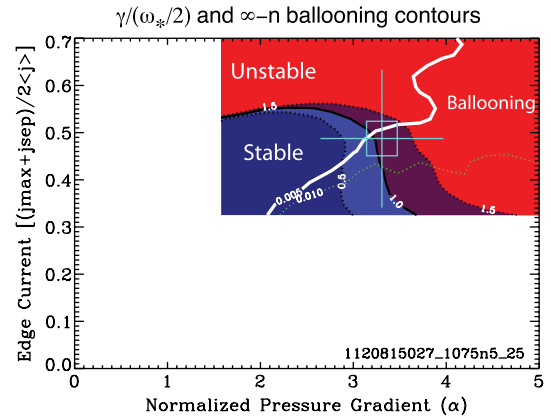 γ/(ω*/2) and ∞−n ballooning contours
Edge Current [(jmax+jsep)/2<j>]
0.7
0.6
0.5
0.4
0.3
0.2
0.1
0.0
Unstable
Ballooning
Stable
1.5
0.5
0.005
0.010
1.0
1.5
1120815027_1075n5_25
0 1 2 3 4 5
Normalized Pressure Gradient (α)